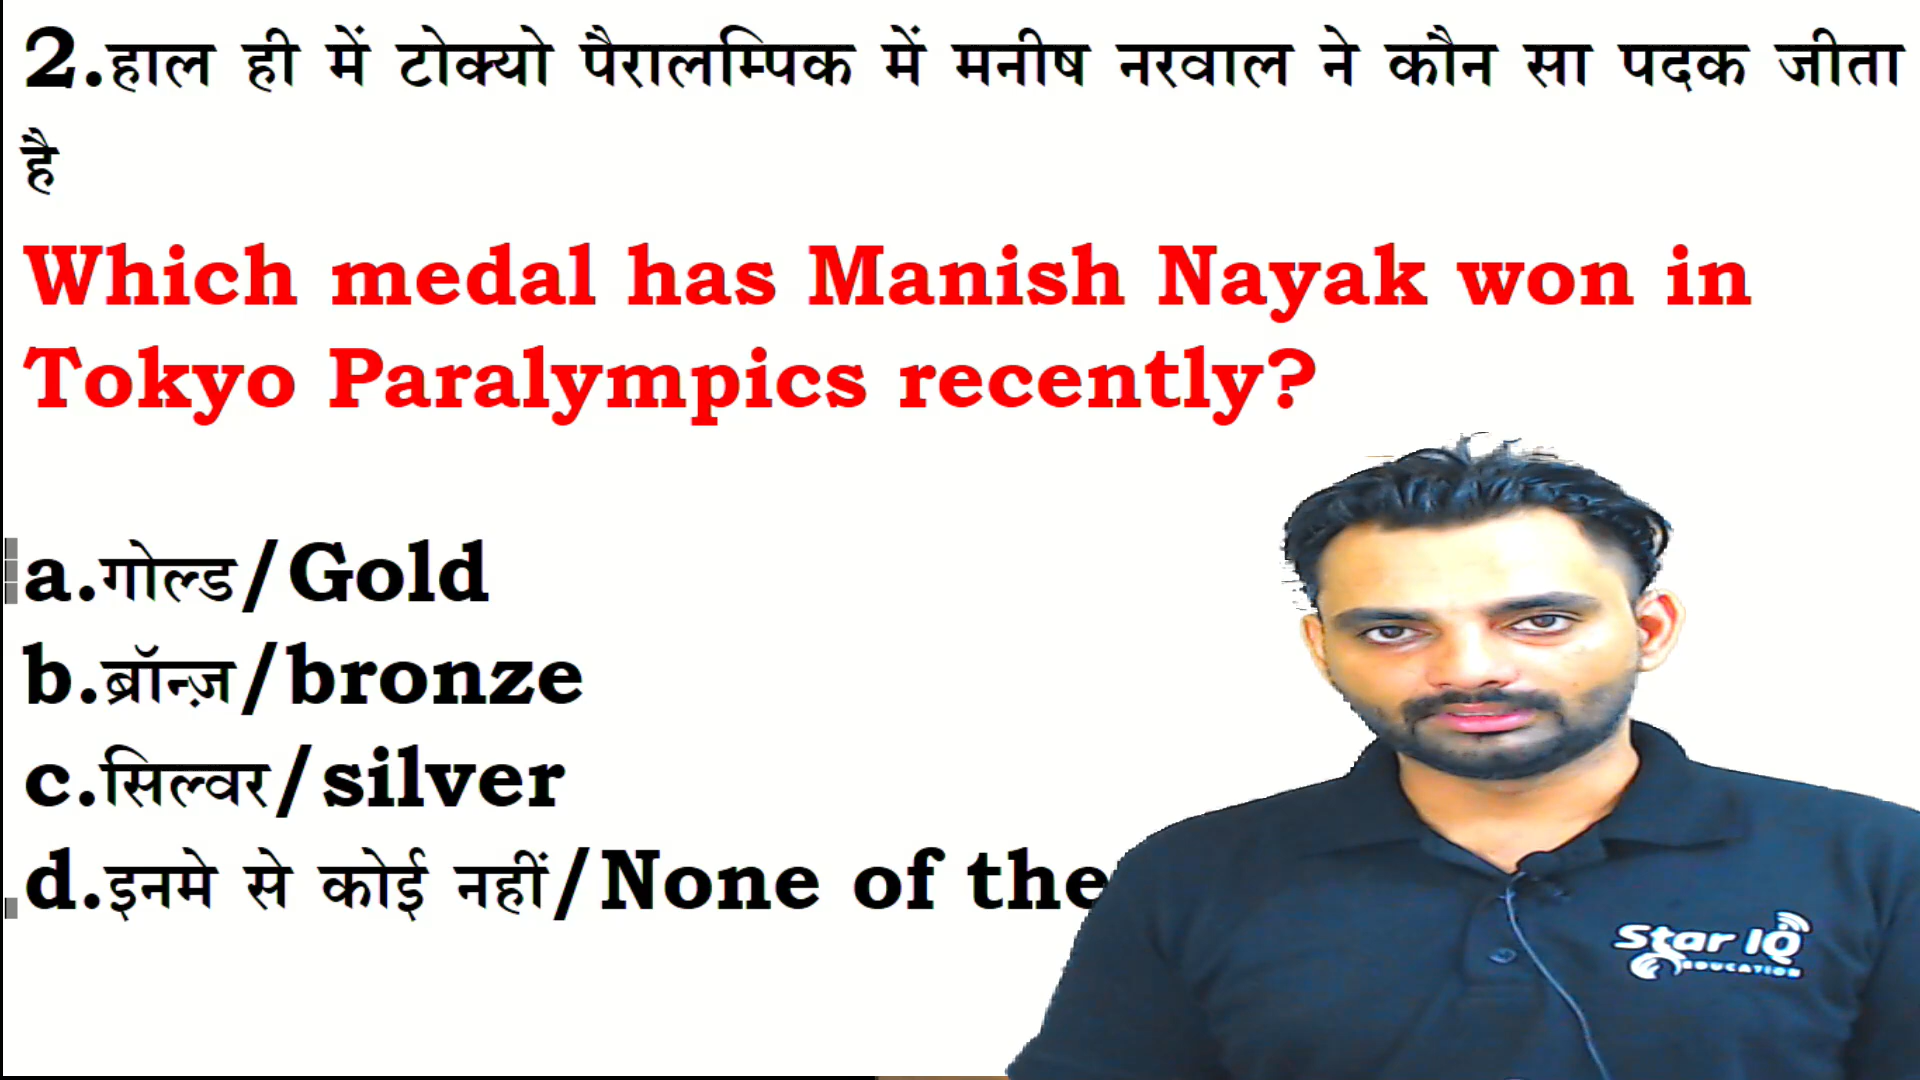 2.हाल ही में टोक्यो पैरालम्पिक में मनीष नरवाल ने कौन सा पदक जीता
है
Which medal has Manish Nayak won in
Tokyo Paralympics recently?
a.गोल्ड/Gold
b.ब्रॉन्ज़/bronze
c.सिल्वर/silver
d.इनमे से कोई नहीं/None of the
Star IQ
EDUCATION